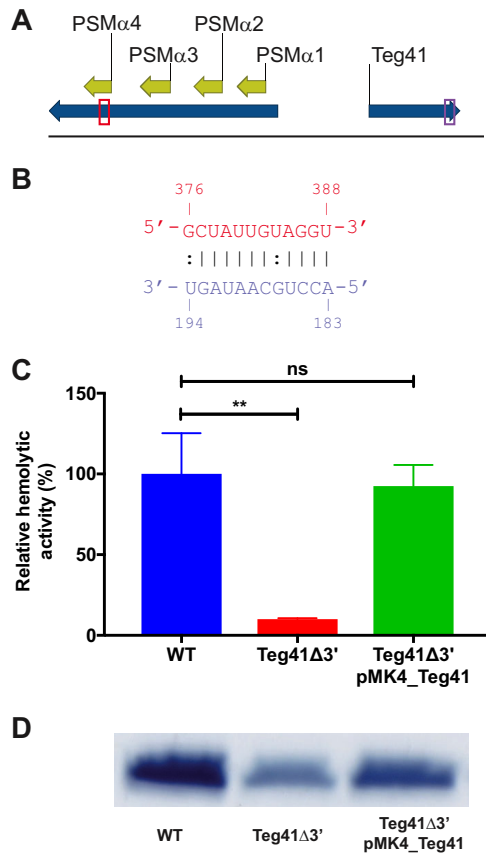 A
PSMα4
PSMα2
PSMα3
PSMα1
Teg41
B
376 388
5’-GCUAUUGUAGGU-3’
:||||||:||||
3’-UGAUAACGUCCA-5’
194 183
C
ns
**
150
100
50
0
Relative hemolytic
activity (%)
WT
Teg41Δ3'
Teg41Δ3'
pMK4_Teg41
D
WT
Teg41Δ3'
Teg41Δ3'
pMK4_Teg41